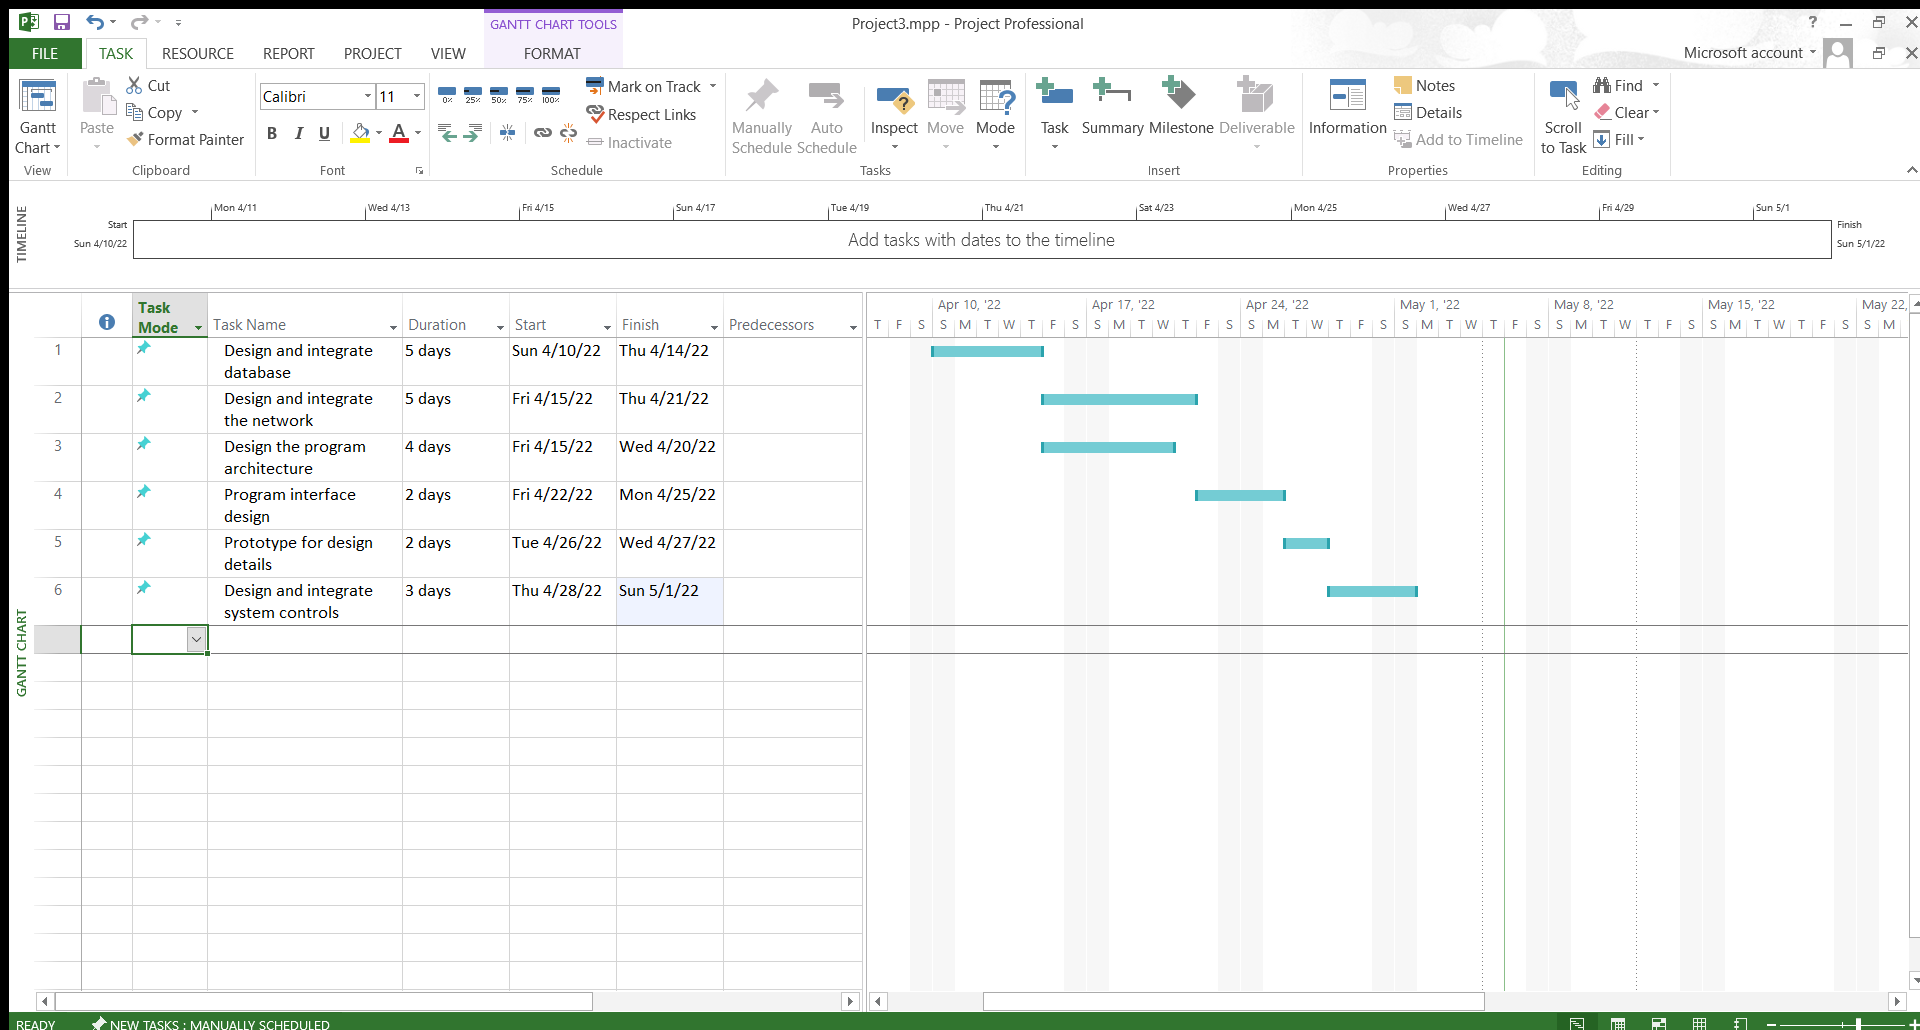 GANTT CHART TOOLS
Project3.mpp - Project Professional
?
FILE TASK RESOURCE REPORT PROJECT VIEW FORMAT
Microsoft account
Gantt Chart
View
Paste
Cut
Copy
Format Painter
Clipboard
Calibri 11
B I U A
Font
0% 25% 50% 75% 100%
Mark on Track
Respect Links
Inactivate
Schedule
Manually Schedule
Auto Schedule
Inspect
Move
Mode
Tasks
Task
Summary
Milestone
Deliverable
Insert
Information
Notes
Details
Add to Timeline
Properties
Scroll to Task
Find
Clear
Fill
Editing
TIMELINE
Mon 4/11 Wed 4/13 Fri 4/15 Sun 4/17 Tue 4/19 Thu 4/21 Sat 4/23 Mon 4/25 Wed 4/27 Fri 4/29 Sun 5/1
Start
Sun 4/10/22
Add tasks with dates to the timeline
Finish
Sun 5/1/22
Task Mode Task Name Duration Start Finish Predecessors
Apr 10, '22 Apr 17, '22 Apr 24, '22 May 1, '22 May 8, '22 May 15, '22 May 22,
T F S S M T W T F S S M T W T F S S M T W T F S S M T W T F S S M T W T F S S M T W T F S S M
1 Design and integrate database 5 days Sun 4/10/22 Thu 4/14/22
2 Design and integrate the network 5 days Fri 4/15/22 Thu 4/21/22
3 Design the program architecture 4 days Fri 4/15/22 Wed 4/20/22
4 Program interface design 2 days Fri 4/22/22 Mon 4/25/22
5 Prototype for design details 2 days Tue 4/26/22 Wed 4/27/22
6 Design and integrate system controls 3 days Thu 4/28/22 Sun 5/1/22
GANTT CHART
READY NEW TASKS : MANUALLY SCHEDULED